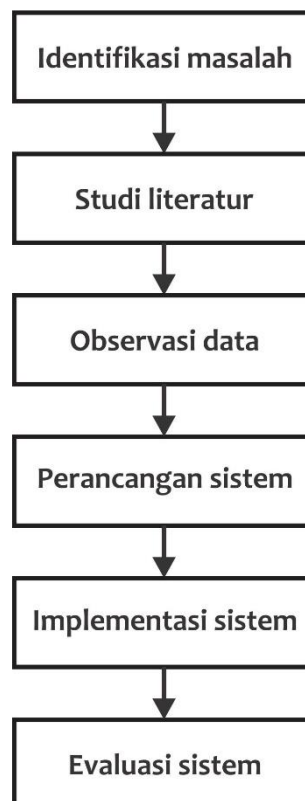 Identifikasi masalah
Studi literatur
Observasi data
Perancangan sistem
Implementasi sistem
Evaluasi sistem